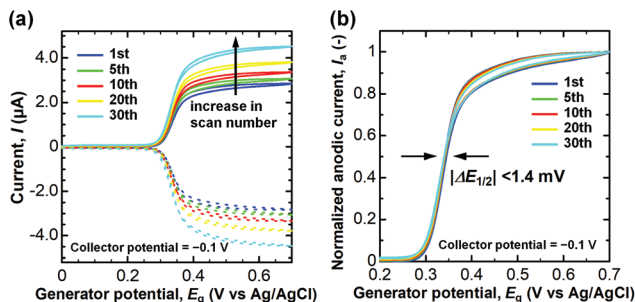 (a)
Current, I (μA)
6.0
4.0
2.0
0
-2.0
-4.0
1st
5th
10th
20th
30th
increase in
scan number
Collector potential = −0.1 V
0
0.2
0.4
0.6
Generator potential, Eg (V vs Ag/AgCl)
(b)
Normalized anodic current, Ia (-)
1
0.8
0.6
0.4
0.2
0
1st
5th
10th
20th
30th
|ΔE1/2| <1.4 mV
Collector potential = −0.1 V
0.2
0.3
0.4
0.5
0.6
0.7
Generator potential, Eg (V vs Ag/AgCl)